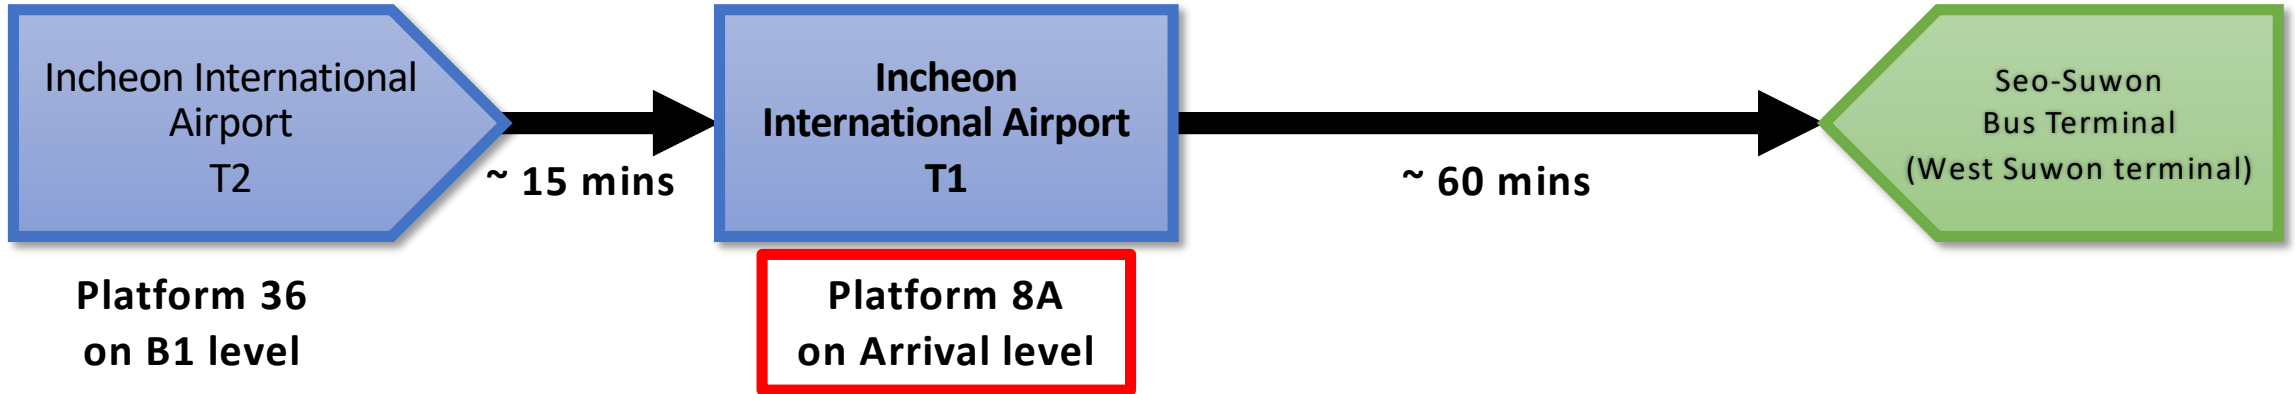 Incheon International
Airport
T2
~ 15 mins
Incheon
International Airport
T1
~ 60 mins
Seo-Suwon
Bus Terminal
(West Suwon terminal)
Platform 36
on B1 level
Platform 8A
on Arrival level